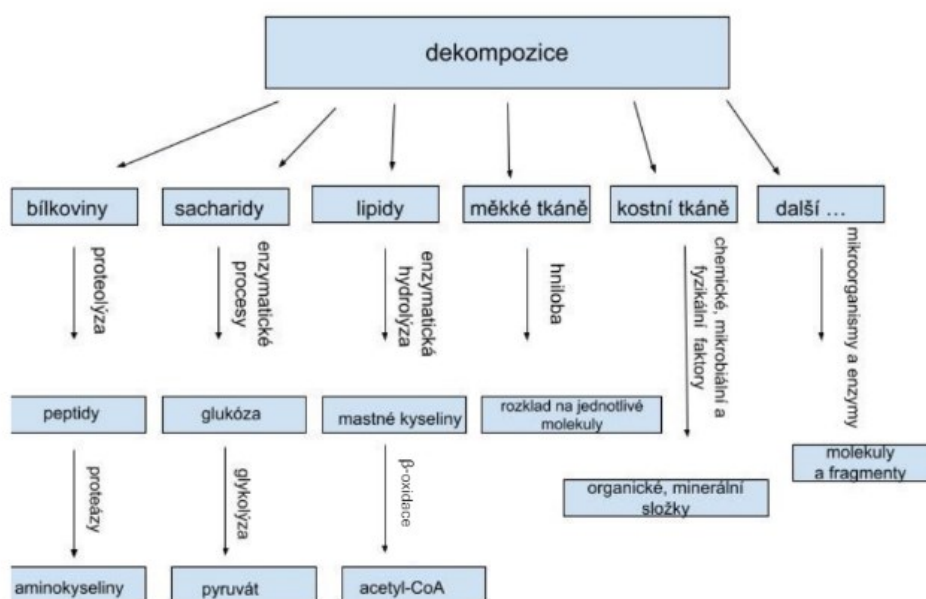 dekompozice
bílkoviny
sacharidy
lipidy
měkké tkáně
kostní tkáně
další ...
proteolýza
enzymatické
procesy
enzymatická
hydrolýza
hniloba
chemické, mikrobiální a
fyzikální faktory
mikroorganismy a enzymy
peptidy
glukóza
mastné kyseliny
rozklad na jednotlivé
molekuly
molekuly
a fragmenty
organické, minerální
složky
proteázy
glykolýza
β-oxidace
aminokyseliny
pyruvát
acetyl-CoA